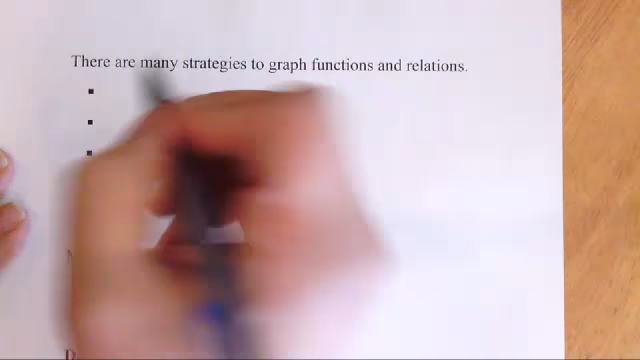 There are many strategies to graph functions and relations.